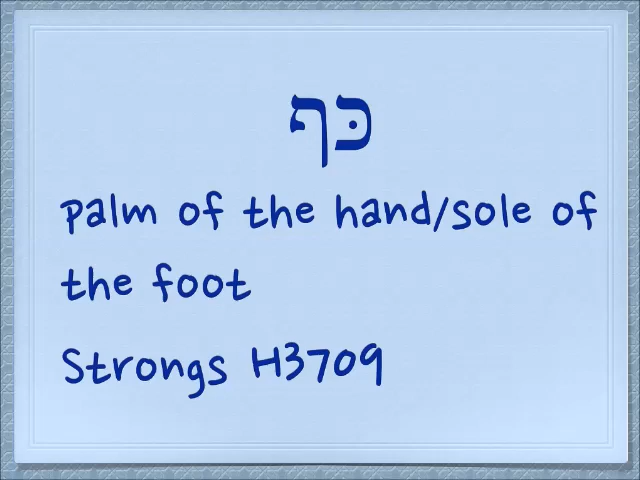 כּף
palm of the hand/sole of
the foot
Strongs H3709